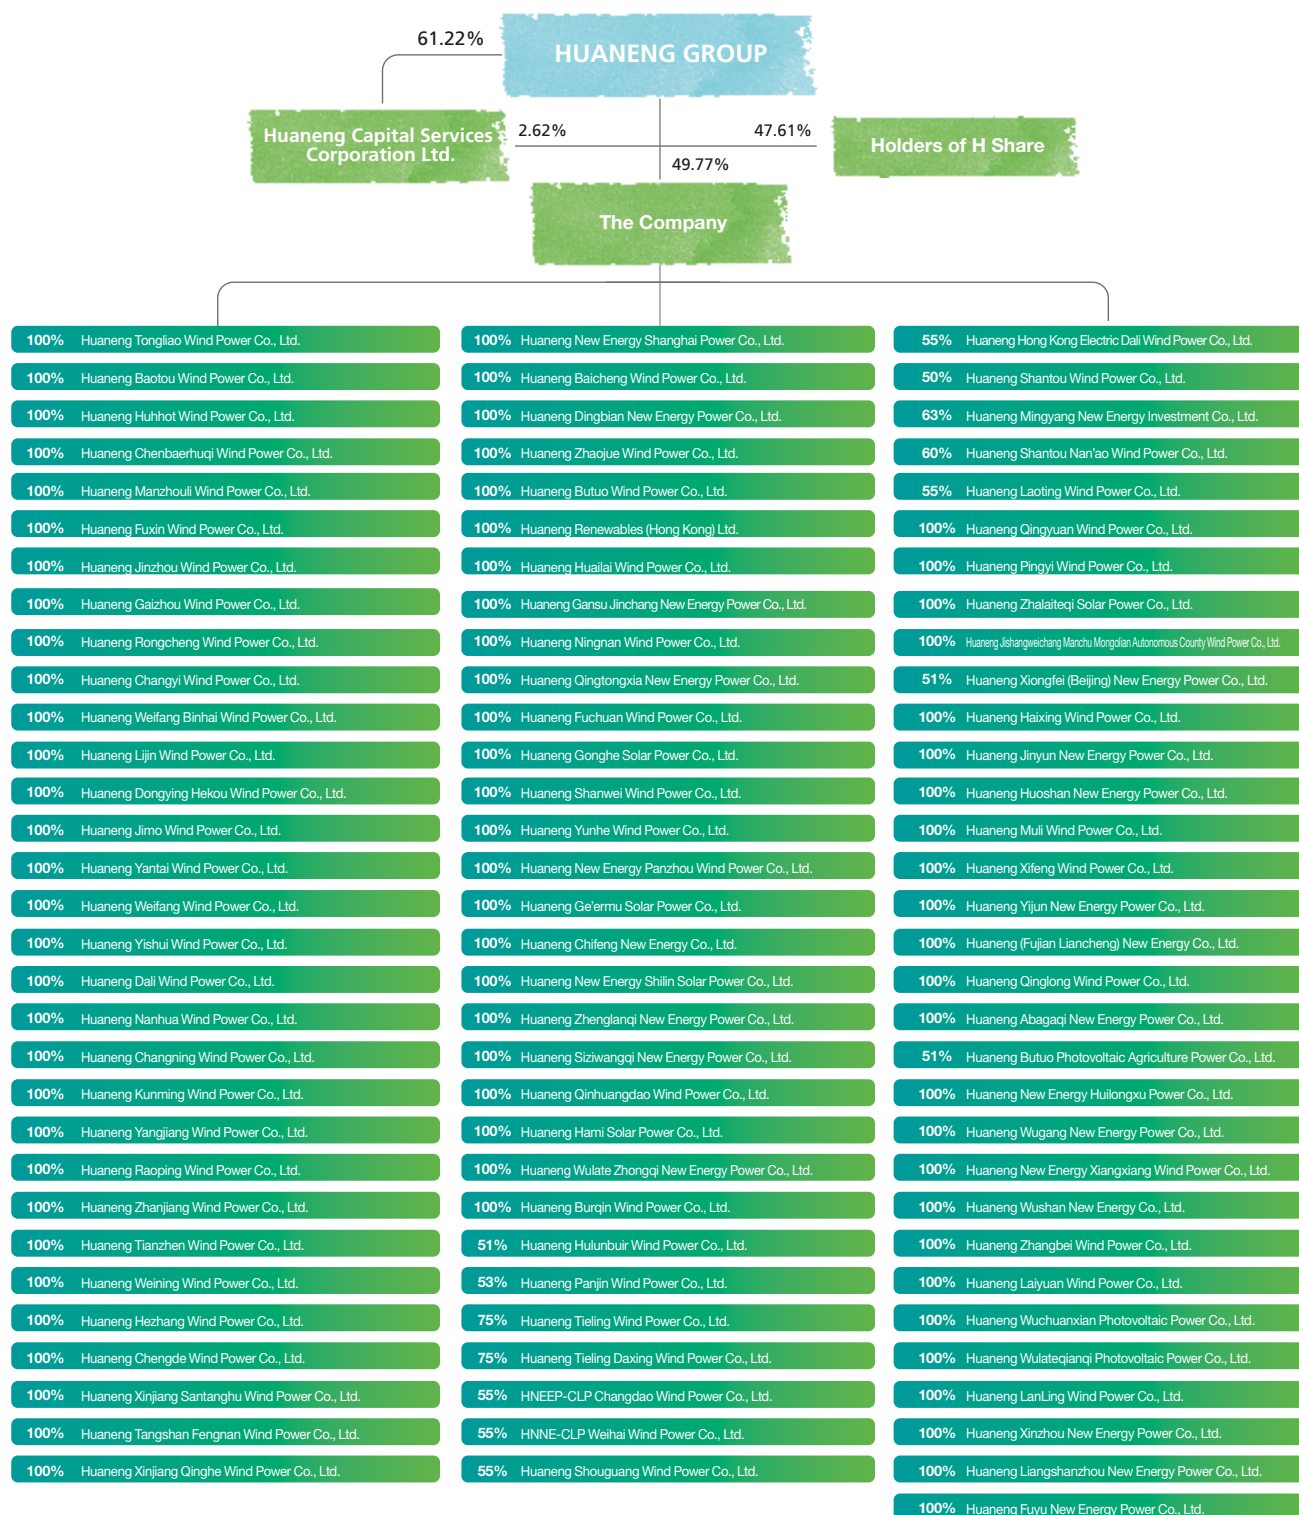 61.22%
HUANENG GROUP
Huaneng Capital Services
Corporation Ltd.
2.62%
47.61%
Holders of H Share
49.77%
The Company
100% Huaneng Tongliao Wind Power Co., Ltd.
100% Huaneng Baotou Wind Power Co., Ltd.
100% Huaneng Huhhot Wind Power Co., Ltd.
100% Huaneng Chenbaerhuqi Wind Power Co., Ltd.
100% Huaneng Manzhouli Wind Power Co., Ltd.
100% Huaneng Fuxin Wind Power Co., Ltd.
100% Huaneng Jinzhou Wind Power Co., Ltd.
100% Huaneng Gaizhou Wind Power Co., Ltd.
100% Huaneng Rongcheng Wind Power Co., Ltd.
100% Huaneng Changyi Wind Power Co., Ltd.
100% Huaneng Weifang Binhai Wind Power Co., Ltd.
100% Huaneng Lijin Wind Power Co., Ltd.
100% Huaneng Dongying Hekou Wind Power Co., Ltd.
100% Huaneng Jimo Wind Power Co., Ltd.
100% Huaneng Yantai Wind Power Co., Ltd.
100% Huaneng Weifang Wind Power Co., Ltd.
100% Huaneng Yishui Wind Power Co., Ltd.
100% Huaneng Dali Wind Power Co., Ltd.
100% Huaneng Nanhua Wind Power Co., Ltd.
100% Huaneng Changning Wind Power Co., Ltd.
100% Huaneng Kunming Wind Power Co., Ltd.
100% Huaneng Yangjiang Wind Power Co., Ltd.
100% Huaneng Raoping Wind Power Co., Ltd.
100% Huaneng Zhanjiang Wind Power Co., Ltd.
100% Huaneng Tianzhen Wind Power Co., Ltd.
100% Huaneng Weining Wind Power Co., Ltd.
100% Huaneng Hezhang Wind Power Co., Ltd.
100% Huaneng Chengde Wind Power Co., Ltd.
100% Huaneng Xinjiang Santanghu Wind Power Co., Ltd.
100% Huaneng Tangshan Fengnan Wind Power Co., Ltd.
100% Huaneng Xinjiang Qinghe Wind Power Co., Ltd.
100% Huaneng New Energy Shanghai Power Co., Ltd.
100% Huaneng Baicheng Wind Power Co., Ltd.
100% Huaneng Dingbian New Energy Power Co., Ltd.
100% Huaneng Zhaojue Wind Power Co., Ltd.
100% Huaneng Butuo Wind Power Co., Ltd.
100% Huaneng Renewables (Hong Kong) Ltd.
100% Huaneng Huailai Wind Power Co., Ltd.
100% Huaneng Gansu Jinchang New Energy Power Co., Ltd.
100% Huaneng Ningnan Wind Power Co., Ltd.
100% Huaneng Qingtongxia New Energy Power Co., Ltd.
100% Huaneng Fuchuan Wind Power Co., Ltd.
100% Huaneng Gonghe Solar Power Co., Ltd.
100% Huaneng Shanwei Wind Power Co., Ltd.
100% Huaneng Yunhe Wind Power Co., Ltd.
100% Huaneng New Energy Panzhou Wind Power Co., Ltd.
100% Huaneng Ge'ermu Solar Power Co., Ltd.
100% Huaneng Chifeng New Energy Co., Ltd.
100% Huaneng New Energy Shilin Solar Power Co., Ltd.
100% Huaneng Zhenglanqi New Energy Power Co., Ltd.
100% Huaneng Siziwangqi New Energy Power Co., Ltd.
100% Huaneng Qinhuangdao Wind Power Co., Ltd.
100% Huaneng Hami Solar Power Co., Ltd.
100% Huaneng Wulate Zhongqi New Energy Power Co., Ltd.
100% Huaneng Burqin Wind Power Co., Ltd.
51% Huaneng Hulunbuir Wind Power Co., Ltd.
53% Huaneng Panjin Wind Power Co., Ltd.
75% Huaneng Tieling Wind Power Co., Ltd.
75% Huaneng Tieling Daxing Wind Power Co., Ltd.
55% HNEEP-CLP Changdao Wind Power Co., Ltd.
55% HNNE-CLP Weihai Wind Power Co., Ltd.
55% Huaneng Shouguang Wind Power Co., Ltd.
55% Huaneng Hong Kong Electric Dali Wind Power Co., Ltd.
50% Huaneng Shantou Wind Power Co., Ltd.
63% Huaneng Mingyang New Energy Investment Co., Ltd.
60% Huaneng Shantou Nan'ao Wind Power Co., Ltd.
55% Huaneng Laoting Wind Power Co., Ltd.
100% Huaneng Qingyuan Wind Power Co., Ltd.
100% Huaneng Pingyi Wind Power Co., Ltd.
100% Huaneng Zhalaiteqi Solar Power Co., Ltd.
100% Huaneng Jishangweichang Manchu Mongolian Autonomous County Wind Power Co., Ltd.
51% Huaneng Xiongfei (Beijing) New Energy Power Co., Ltd.
100% Huaneng Haixing Wind Power Co., Ltd.
100% Huaneng Jinyun New Energy Power Co., Ltd.
100% Huaneng Huoshan New Energy Power Co., Ltd.
100% Huaneng Muli Wind Power Co., Ltd.
100% Huaneng Xifeng Wind Power Co., Ltd.
100% Huaneng Yijun New Energy Power Co., Ltd.
100% Huaneng (Fujian Liancheng) New Energy Co., Ltd.
100% Huaneng Qinglong Wind Power Co., Ltd.
100% Huaneng Abagaqi New Energy Power Co., Ltd.
51% Huaneng Butuo Photovoltaic Agriculture Power Co., Ltd.
100% Huaneng New Energy Huilongxu Power Co., Ltd.
100% Huaneng Wugang New Energy Power Co., Ltd.
100% Huaneng New Energy Xiangxiang Wind Power Co., Ltd.
100% Huaneng Wushan New Energy Co., Ltd.
100% Huaneng Zhangbei Wind Power Co., Ltd.
100% Huaneng Laiyuan Wind Power Co., Ltd.
100% Huaneng Wuchuanxian Photovoltaic Power Co., Ltd.
100% Huaneng Wulateqianqi Photovoltaic Power Co., Ltd.
100% Huaneng LanLing Wind Power Co., Ltd.
100% Huaneng Xinzhou New Energy Power Co., Ltd.
100% Huaneng Liangshanzhou New Energy Power Co., Ltd.
100% Huaneng Fuyu New Energy Power Co., Ltd.